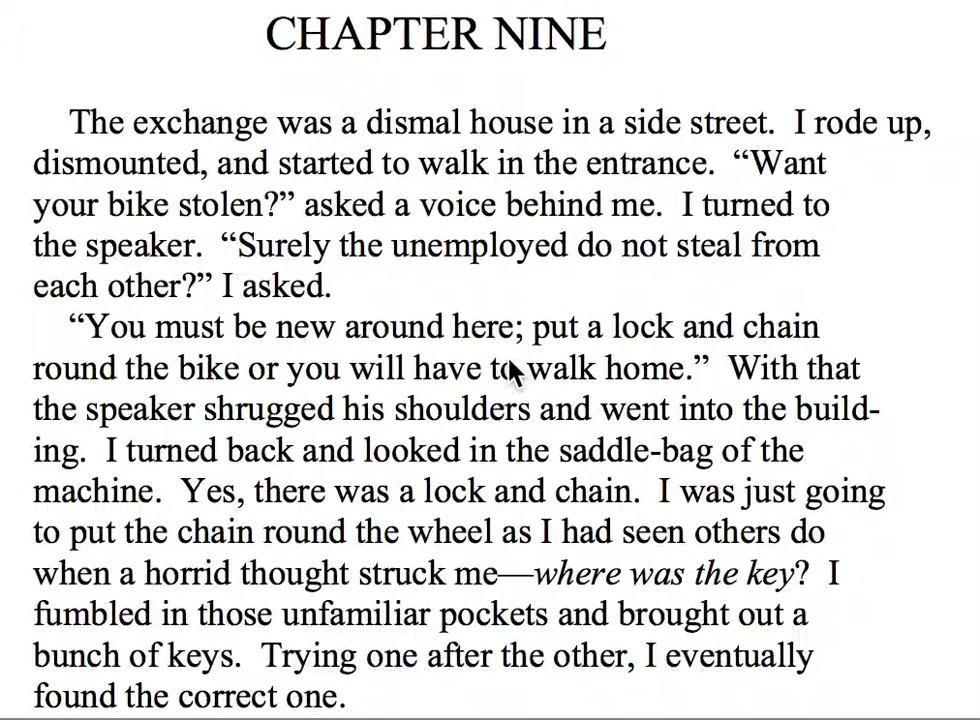 CHAPTER NINE
The exchange was a dismal house in a side street. I rode up,
dismounted, and started to walk in the entrance. “Want
your bike stolen?” asked a voice behind me. I turned to
the speaker. “Surely the unemployed do not steal from
each other?” I asked.
“You must be new around here; put a lock and chain
round the bike or you will have to walk home.” With that
the speaker shrugged his shoulders and went into the build-
ing. I turned back and looked in the saddle-bag of the
machine. Yes, there was a lock and chain. I was just going
to put the chain round the wheel as I had seen others do
when a horrid thought struck me—where was the key? I
fumbled in those unfamiliar pockets and brought out a
bunch of keys. Trying one after the other, I eventually
found the correct one.